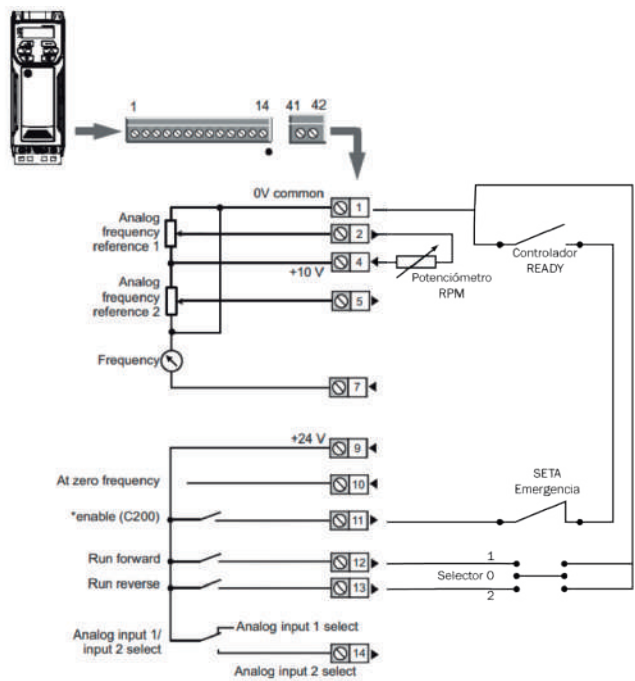 1 14 41 42
0V common 1
Analog
frequency
reference 1
2
4
+10 V
Potenciómetro
RPM
Controlador
READY
Analog
frequency
reference 2
5
Frequency
7
+24 V 9
At zero frequency 10
SETA
Emergencia
*enable (C200) 11
Run forward 12
1
Selector 0
Run reverse 13
2
Analog input 1/
input 2 select
Analog input 1 select
14
Analog input 2 select